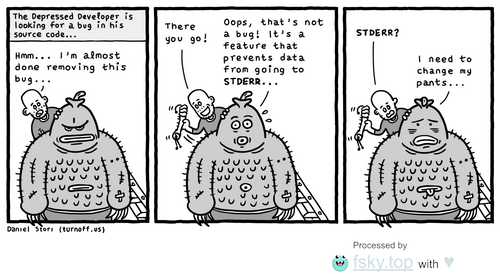 The Depressed Developer is
looking for a bug in his
source code...
Hmm... I'm almost
done removing this
bug...
There
you go!
Oops, that's not
a bug! It's a
feature that
prevents data
from going to
STDERR...
STDERR?
I need to
change my
pants...
Daniel Stori {turnoff.us}
Processed by
fsky.top with